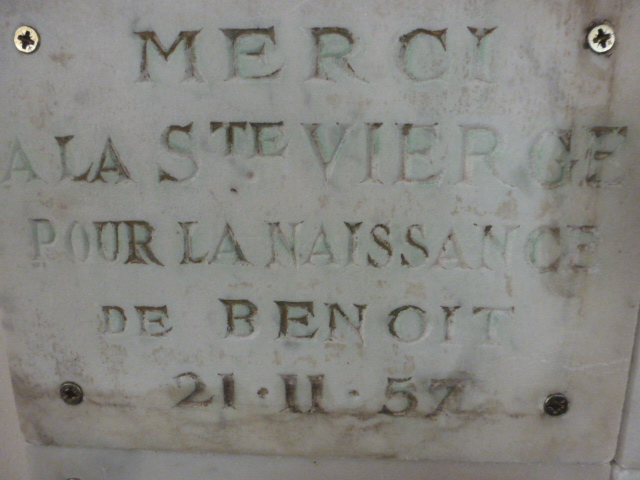 MERCI
A LA STE VIERGE
POUR LA NAISSANCE
DE BENOIT
21·11·57